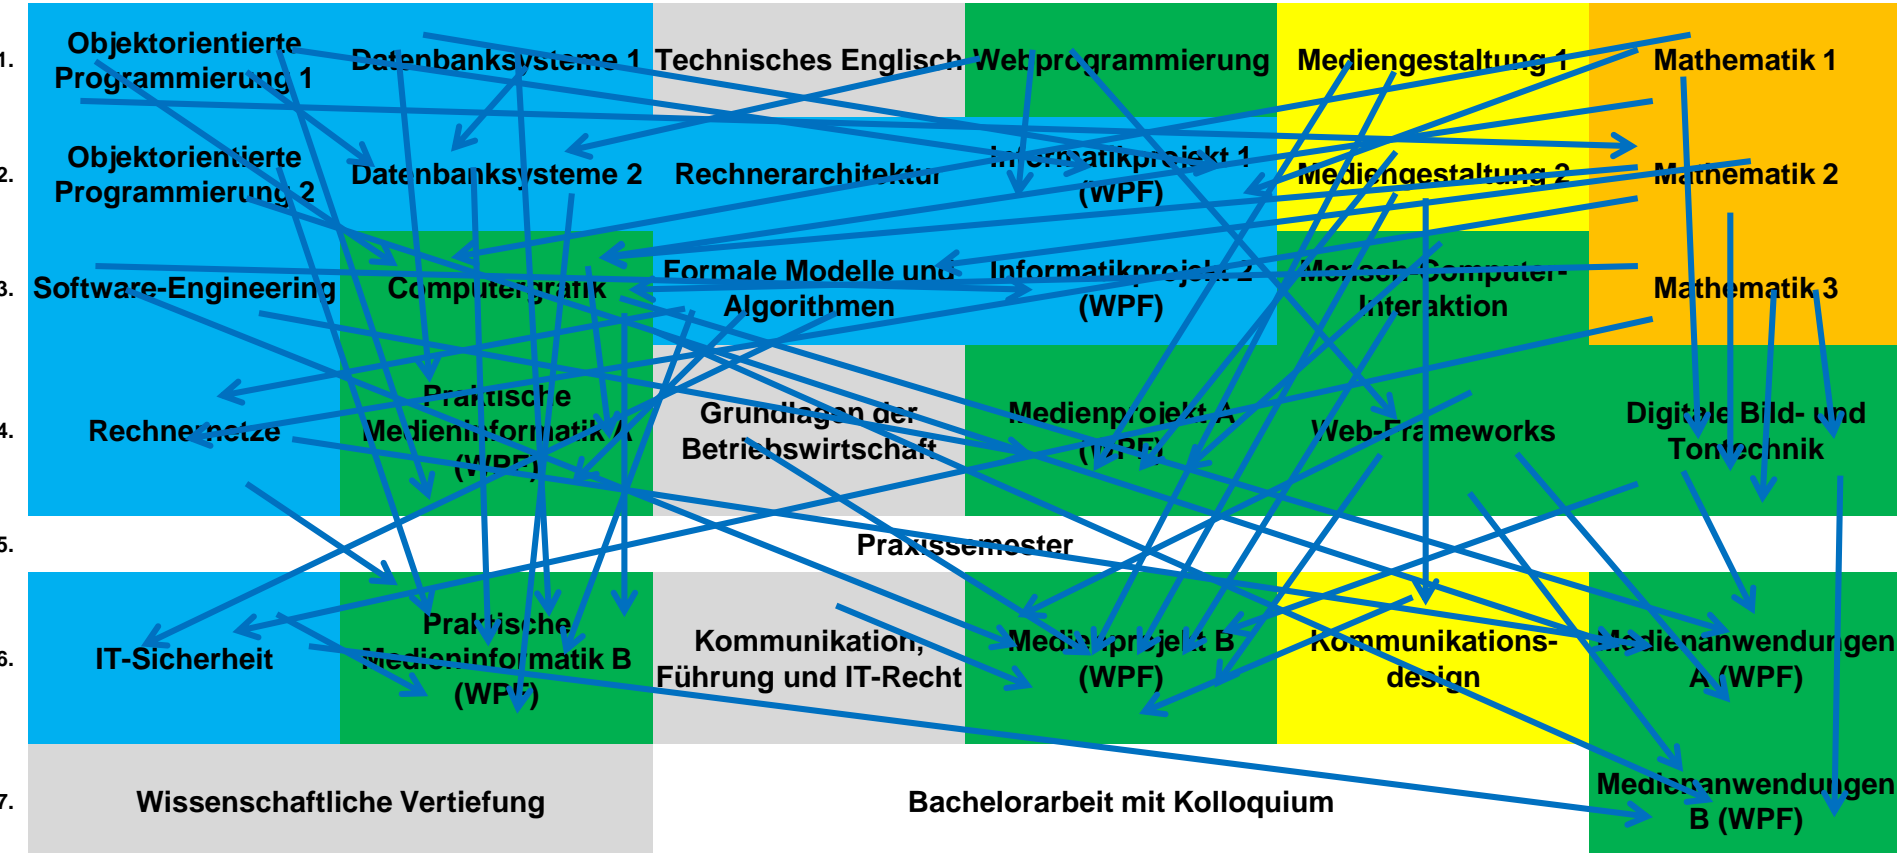 1.
Objektorientierte
Programmierung 1
Datenbanksysteme 1
Technisches Englisch
Webprogrammierung
Mediengestaltung 1
Mathematik 1
2.
Objektorientierte
Programmierung 2
Datenbanksysteme 2
Rechnerarchitektur
Informatikprojekt 1
(WPF)
Mediengestaltung 2
Mathematik 2
3.
Software-Engineering
Computergrafik
Formale Modelle und
Algorithmen
Informatikprojekt 2
(WPF)
Mensch-Computer-
Interaktion
Mathematik 3
4.
Rechnernetze
Praktische
Medieninformatik A
(WPF)
Grundlagen der
Betriebswirtschaft
Medienprojekt A
(WPF)
Web-Frameworks
Digitale Bild- und
Tontechnik
5.
Praxissemester
6.
IT-Sicherheit
Praktische
Medieninformatik B
(WPF)
Kommunikation,
Führung und IT-Recht
Medienprojekt B
(WPF)
Kommunikations-
design
Medienanwendungen
A (WPF)
7.
Wissenschaftliche Vertiefung
Bachelorarbeit mit Kolloquium
Medienanwendungen
B (WPF)